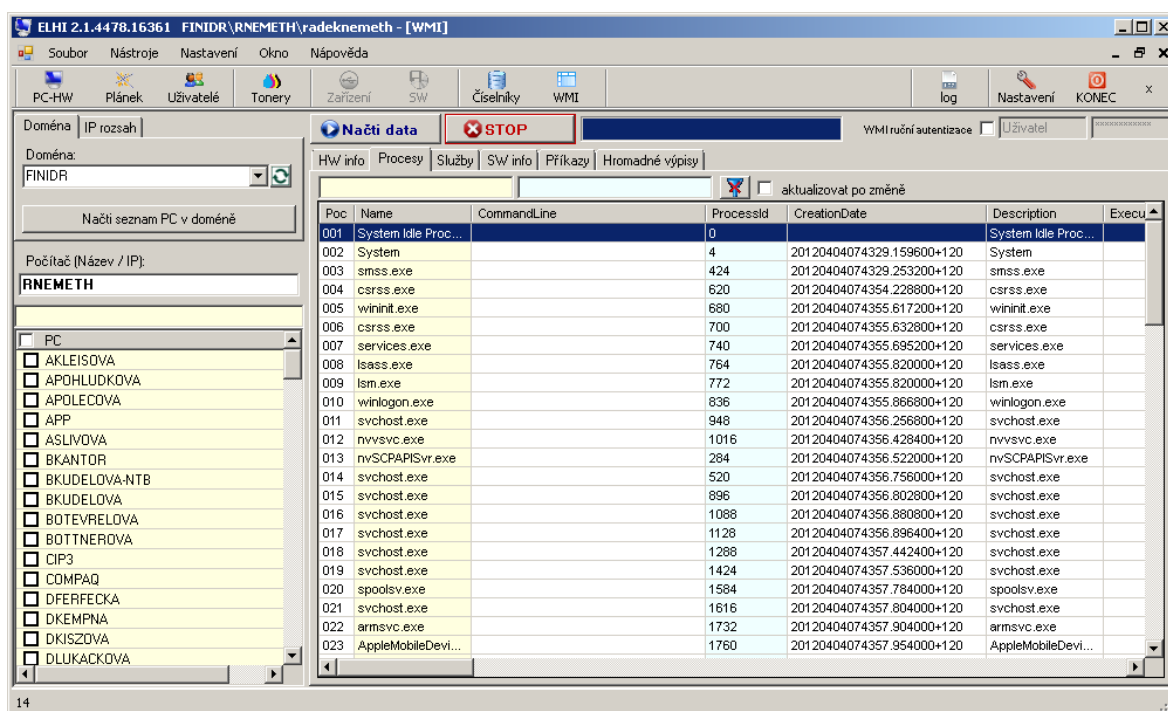 ELHI 2.1.4478.16361 FINIDR\RNEMETH\radeknemeth - [WMI]
Soubor Nástroje Nastavení Okno Nápověda
PC-HW Plánek Uživatelé Tonery Zařízení SW Číselníky WMI log Nastavení KONEC x
Doména IP rozsah
Doména:
FINIDR
Načti seznam PC v doméně
Počítač (Název / IP):
RNEMETH
PC
AKLEISOVA
APOHLUDKOVA
APOLECOVA
APP
ASLIVOVA
BKANTOR
BKUDELOVA-NTB
BKUDELOVA
BOTEVRELOVA
BOTTNEROVA
CIP3
COMPAQ
DFERFECKA
DKEMPNA
DKISZOVA
DLUKACKOVA
Načti data STOP WMI ruční autentizace Uživatel
HW info Procesy Služby SW info Příkazy Hromadné výpisy
aktualizovat po změně
Poc Name CommandLine ProcessId CreationDate Description Execu
001 System Idle Proc... 0 System Idle Proc...
002 System 4 20120404074329.159600+120 System
003 smss.exe 424 20120404074329.253200+120 smss.exe
004 csrss.exe 620 20120404074354.228800+120 csrss.exe
005 wininit.exe 680 20120404074355.617200+120 wininit.exe
006 csrss.exe 700 20120404074355.632800+120 csrss.exe
007 services.exe 740 20120404074355.695200+120 services.exe
008 lsass.exe 764 20120404074355.820000+120 lsass.exe
009 lsm.exe 772 20120404074355.820000+120 lsm.exe
010 winlogon.exe 836 20120404074355.866800+120 winlogon.exe
011 svchost.exe 948 20120404074356.256800+120 svchost.exe
012 nvvsvc.exe 1016 20120404074356.428400+120 nvvsvc.exe
013 nvSCPAPISvr.exe 284 20120404074356.522000+120 nvSCPAPISvr.exe
014 svchost.exe 520 20120404074356.756000+120 svchost.exe
015 svchost.exe 896 20120404074356.802800+120 svchost.exe
016 svchost.exe 1088 20120404074356.880800+120 svchost.exe
017 svchost.exe 1128 20120404074356.896400+120 svchost.exe
018 svchost.exe 1288 20120404074357.442400+120 svchost.exe
019 svchost.exe 1424 20120404074357.536000+120 svchost.exe
020 spoolsv.exe 1584 20120404074357.784000+120 spoolsv.exe
021 svchost.exe 1616 20120404074357.804000+120 svchost.exe
022 armsvc.exe 1732 20120404074357.904000+120 armsvc.exe
023 AppleMobileDevi... 1760 20120404074357.954000+120 AppleMobileDevi...
14